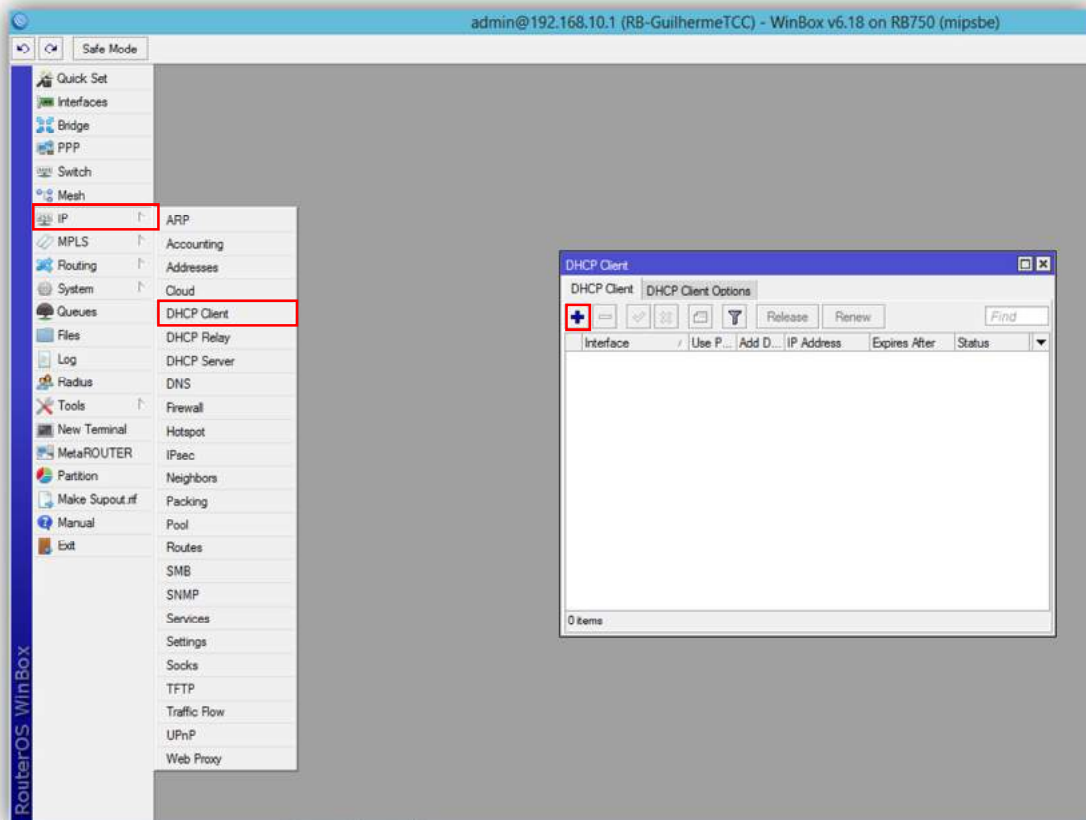 admin@192.168.10.1 (RB-GuilhermeTCC) - WinBox v6.18 on RB750 (mipsbe)
Safe Mode
Quick Set
Interfaces
Bridge
PPP
Switch
Mesh
IP
MPLS
Routing
System
Queues
Files
Log
Radius
Tools
New Terminal
MetaROUTER
Partition
Make Supout.rif
Manual
Exit
RouterOS WinBox
ARP
Accounting
Addresses
Cloud
DHCP Client
DHCP Relay
DHCP Server
DNS
Firewall
Hotspot
IPsec
Neighbors
Packing
Pool
Routes
SMB
SNMP
Services
Settings
Socks
TFTP
Traffic Flow
UPnP
Web Proxy
DHCP Client
DHCP Client DHCP Client Options
Release Renew Find
Interface Use P... Add D... IP Address Expires After Status
0 items